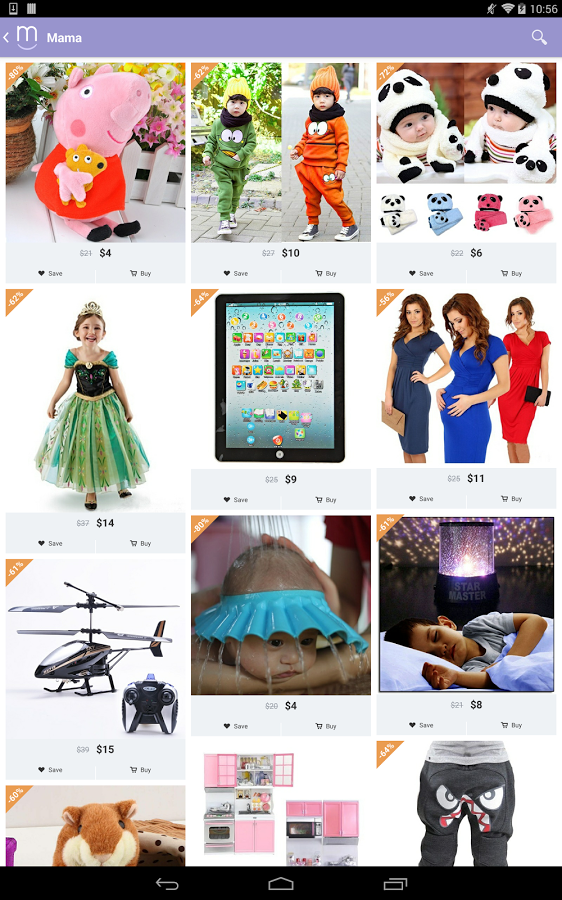 10:56
m
Mama
-80%
-62%
-72%
$21 $4
$27 $10
$22 $6
Save Buy
Save Buy
Save Buy
-62%
-64%
-56%
$25 $9
$25 $11
Save Buy
Save Buy
$37 $14
Save Buy
-80%
-61%
STAR
MASTER
-61%
$20 $4
$21 $8
Save Buy
Save Buy
$39 $15
Save Buy
-64%
-60%